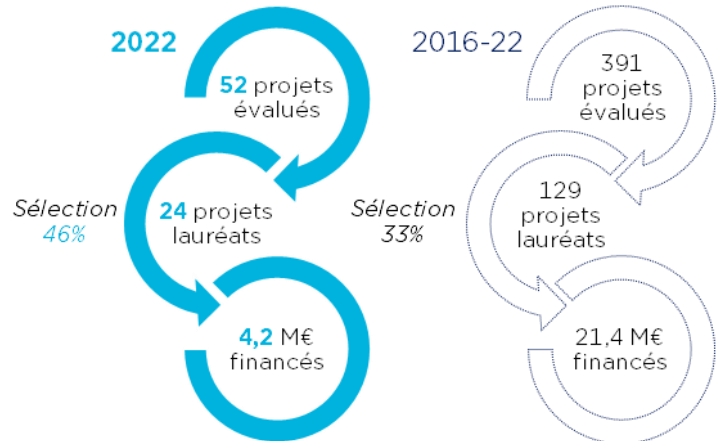 2022
52 projets
évalués
Sélection
46%
24 projets
lauréats
4,2 M€
financés
2016-22
391
projets
évalués
Sélection
33%
129
projets
lauréats
21,4 M€
financés